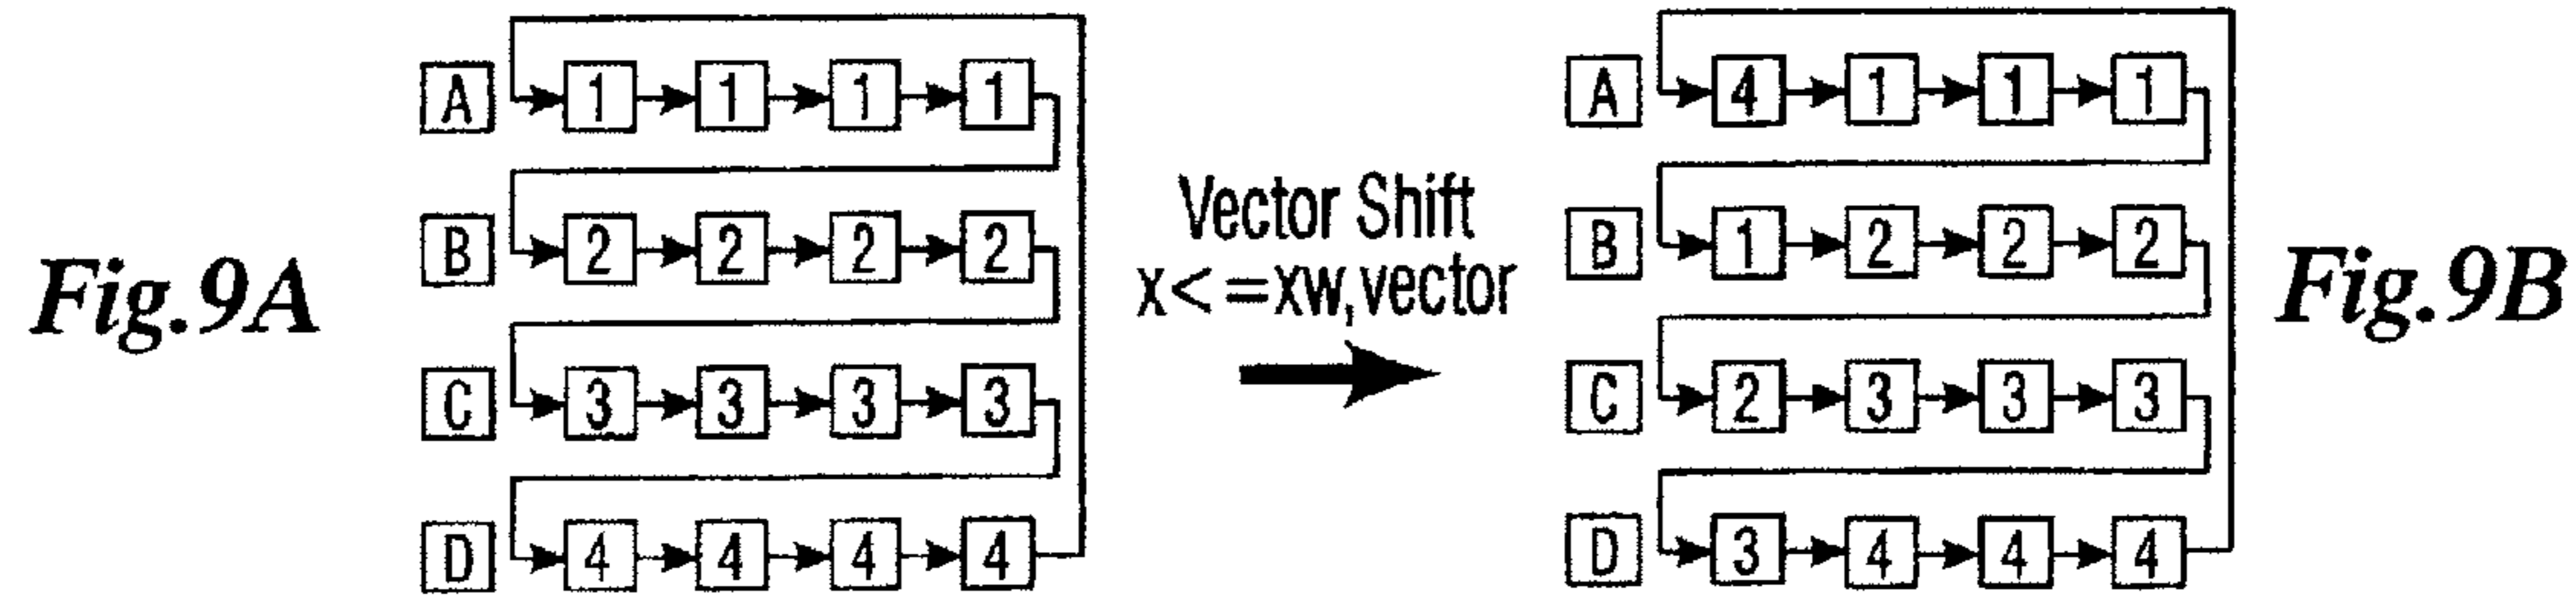 Fig.9A
A 1 1 1 1
B 2 2 2 2
C 3 3 3 3
D 4 4 4 4
Vector Shift
x<=xw,vector
A 4 1 1 1
B 1 2 2 2
C 2 3 3 3
D 3 4 4 4
Fig.9B